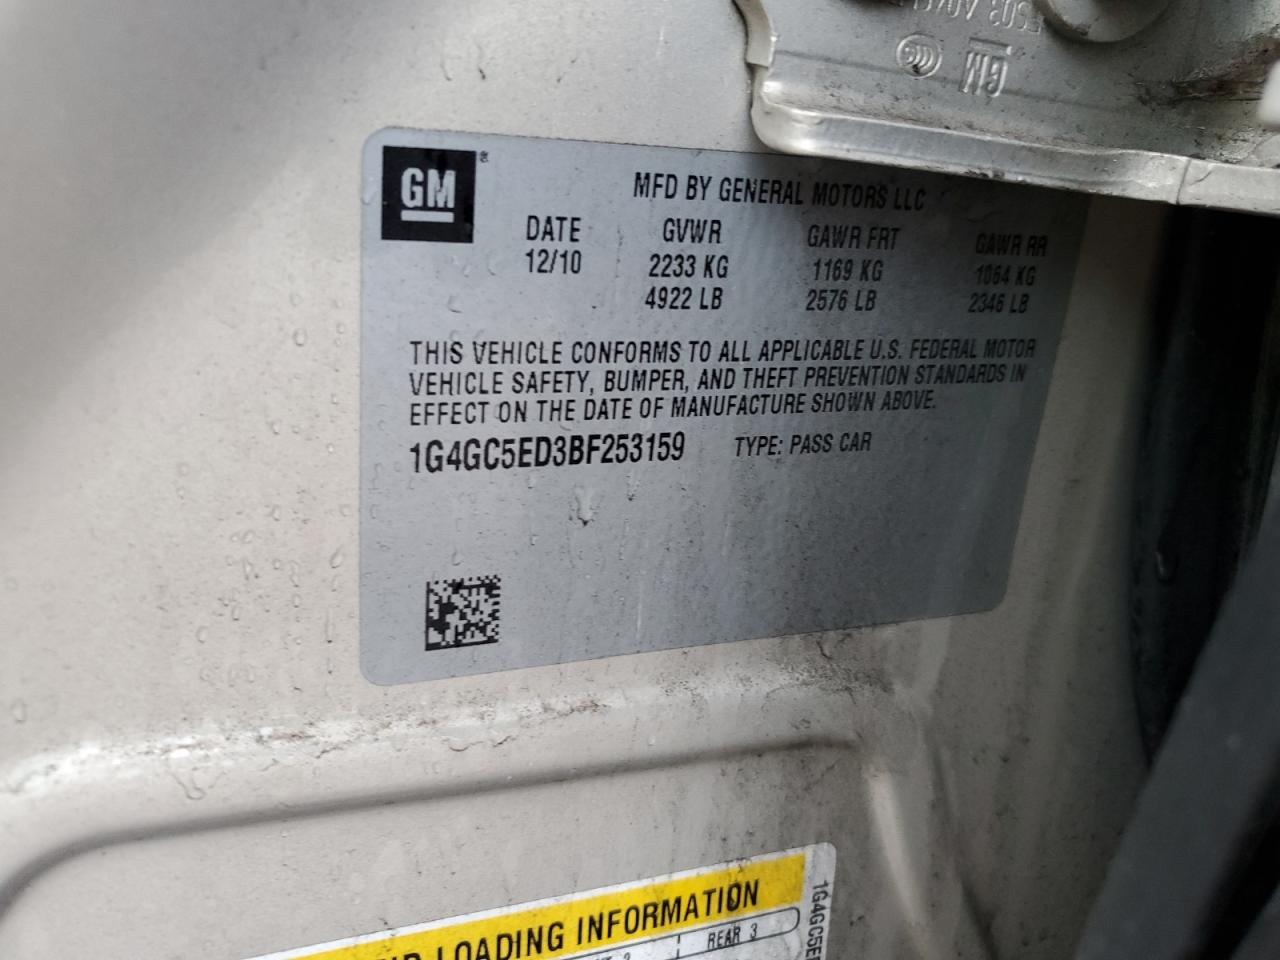 GM
GM ®
MFD BY GENERAL MOTORS LLC
DATE GVWR GAWR FRT GAWR RR
12/10 2233 KG 1169 KG 1064 KG
4922 LB 2576 LB 2346 LB
THIS VEHICLE CONFORMS TO ALL APPLICABLE U.S. FEDERAL MOTOR
VEHICLE SAFETY, BUMPER, AND THEFT PREVENTION STANDARDS IN
EFFECT ON THE DATE OF MANUFACTURE SHOWN ABOVE.
1G4GC5ED3BF253159 TYPE: PASS CAR
LOADING INFORMATION
REAR 3
1G4GC5E